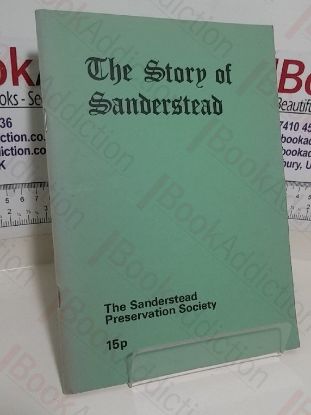 The Story of
Sanderstead
The Sanderstead
Preservation Society
15p